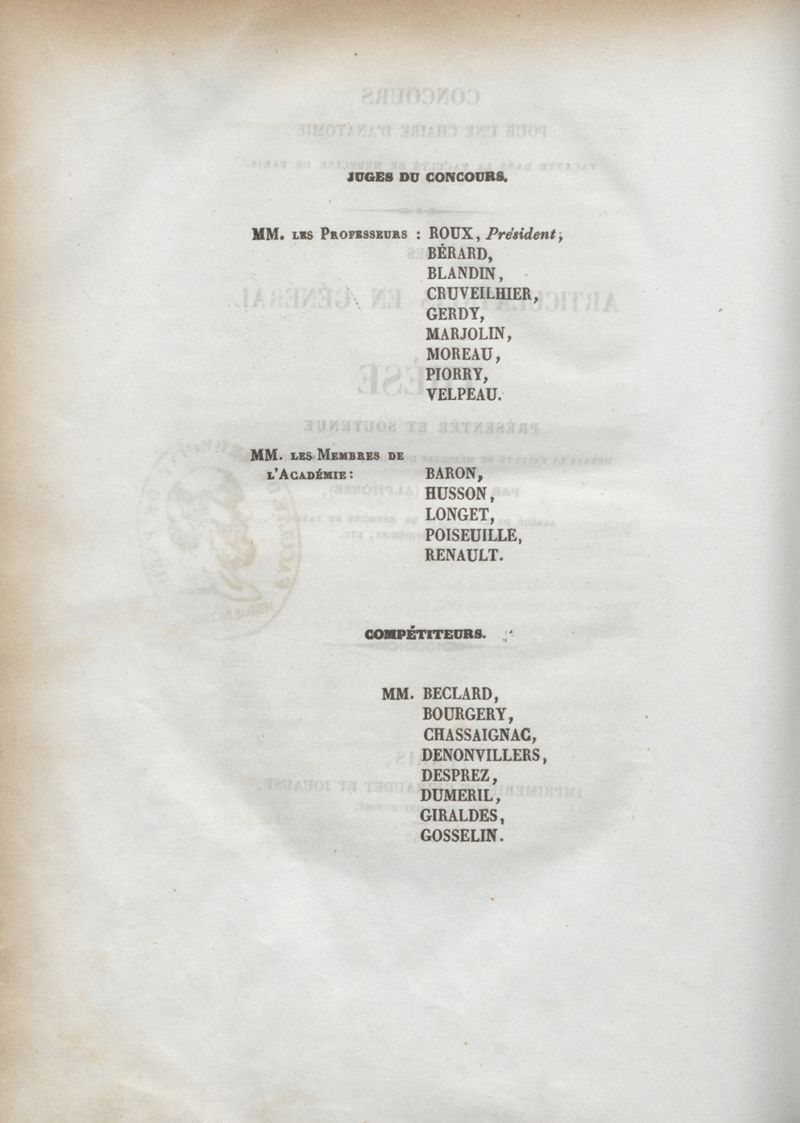 JUGES DU CONCOURS.
MM. LES PROFESSEURS : ROUX, Président,
BÉRARD,
BLANDIN,
CRUVEILHIER,
GERDY,
MARJOLIN,
MOREAU,
PIORRY,
VELPEAU.
MM. LES MEMBRES DE
L'ACADÉMIE : BARON,
HUSSON,
LONGET,
POISEUILLE,
RENAULT.
COMPÉTITEURS.
MM. BECLARD,
BOURGERY,
CHASSAIGNAC,
DENONVILLERS,
DESPREZ,
DUMERIL,
GIRALDES,
GOSSELIN.